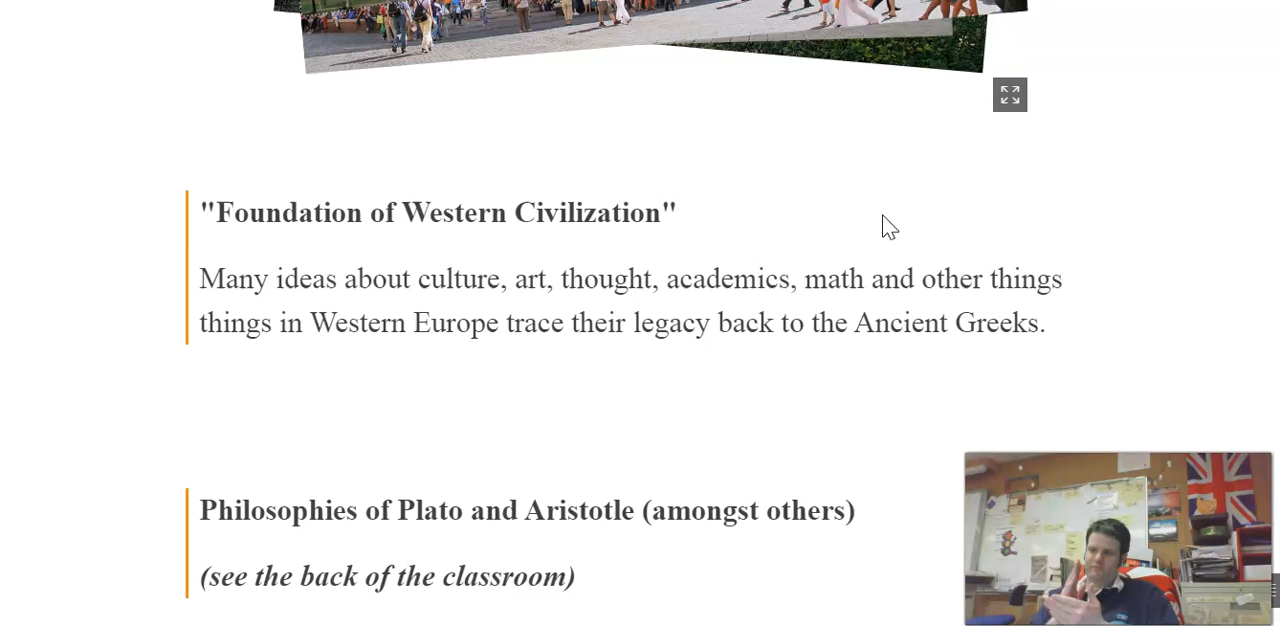 "Foundation of Western Civilization"
Many ideas about culture, art, thought, academics, math and other things
things in Western Europe trace their legacy back to the Ancient Greeks.
Philosophies of Plato and Aristotle (amongst others)
(see the back of the classroom)